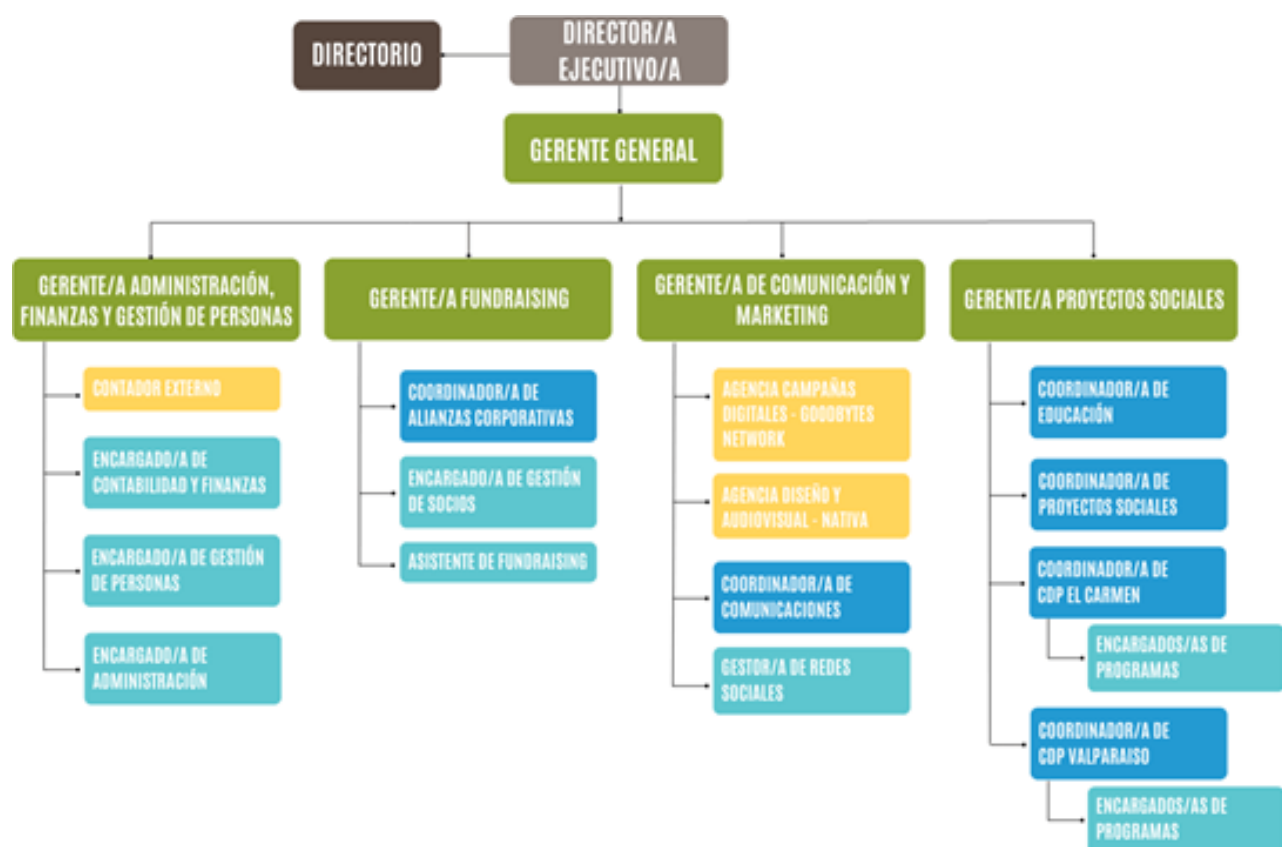 DIRECTORIO
DIRECTOR/A
EJECUTIVO/A
GERENTE GENERAL
GERENTE/A ADMINISTRACIÓN,
FINANZAS Y GESTIÓN DE PERSONAS
CONTADOR EXTERNO
ENCARGADO/A DE
CONTABILIDAD Y FINANZAS
ENCARGADO/A DE GESTIÓN
DE PERSONAS
ENCARGADO/A DE
ADMINISTRACIÓN
GERENTE/A FUNDRAISING
COORDINADOR/A DE
ALIANZAS CORPORATIVAS
ENCARGADO/A DE GESTIÓN
DE SOCIOS
ASISTENTE DE FUNDRAISING
GERENTE/A DE COMUNICACIÓN Y
MARKETING
AGENCIA CAMPAÑAS
DIGITALES - GOODBYTES
NETWORK
AGENCIA DISEÑO Y
AUDIOVISUAL - NATIVA
COORDINADOR/A DE
COMUNICACIONES
GESTOR/A DE REDES
SOCIALES
GERENTE/A PROYECTOS SOCIALES
COORDINADOR/A DE
EDUCACIÓN
COORDINADOR/A DE
PROYECTOS SOCIALES
COORDINADOR/A DE
CDP EL CARMEN
ENCARGADOS/AS DE
PROGRAMAS
COORDINADOR/A DE
CDP VALPARAISO
ENCARGADOS/AS DE
PROGRAMAS